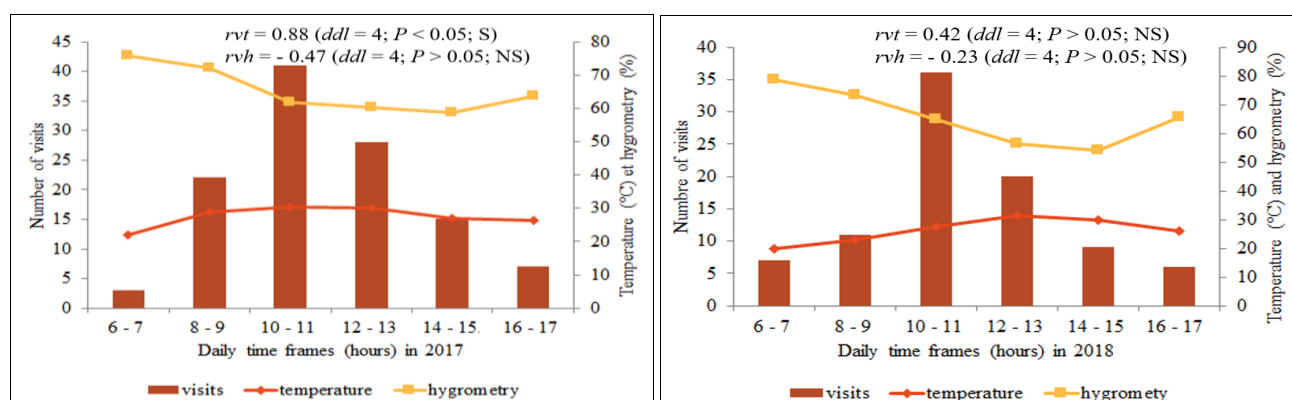 rvt = 0.88 (ddl = 4; P < 0.05; S)
rvh = - 0.47 (ddl = 4; P > 0.05; NS)
45
40
35
30
25
20
15
10
5
0
Number of visits
80
70
60
50
40
30
20
10
0
Temperature (°C) et hygrometry (%)
6 - 7 8 - 9 10 - 11 12 - 13 14 - 15. 16 - 17
Daily time frames (hours) in 2017
visits temperature hygrometry
rvt = 0.42 (ddl = 4; P > 0.05; NS)
rvh = - 0.23 (ddl = 4; P > 0.05; NS)
40
35
30
25
20
15
10
5
0
Numbre of visits
90
80
70
60
50
40
30
20
10
0
Temperature (°C) and hygrometry (%)
6 - 7 8 - 9 10 - 11 12 - 13 14 - 15 16 - 17
Daily time frames (hours) in 2018
visits temperature hygromety